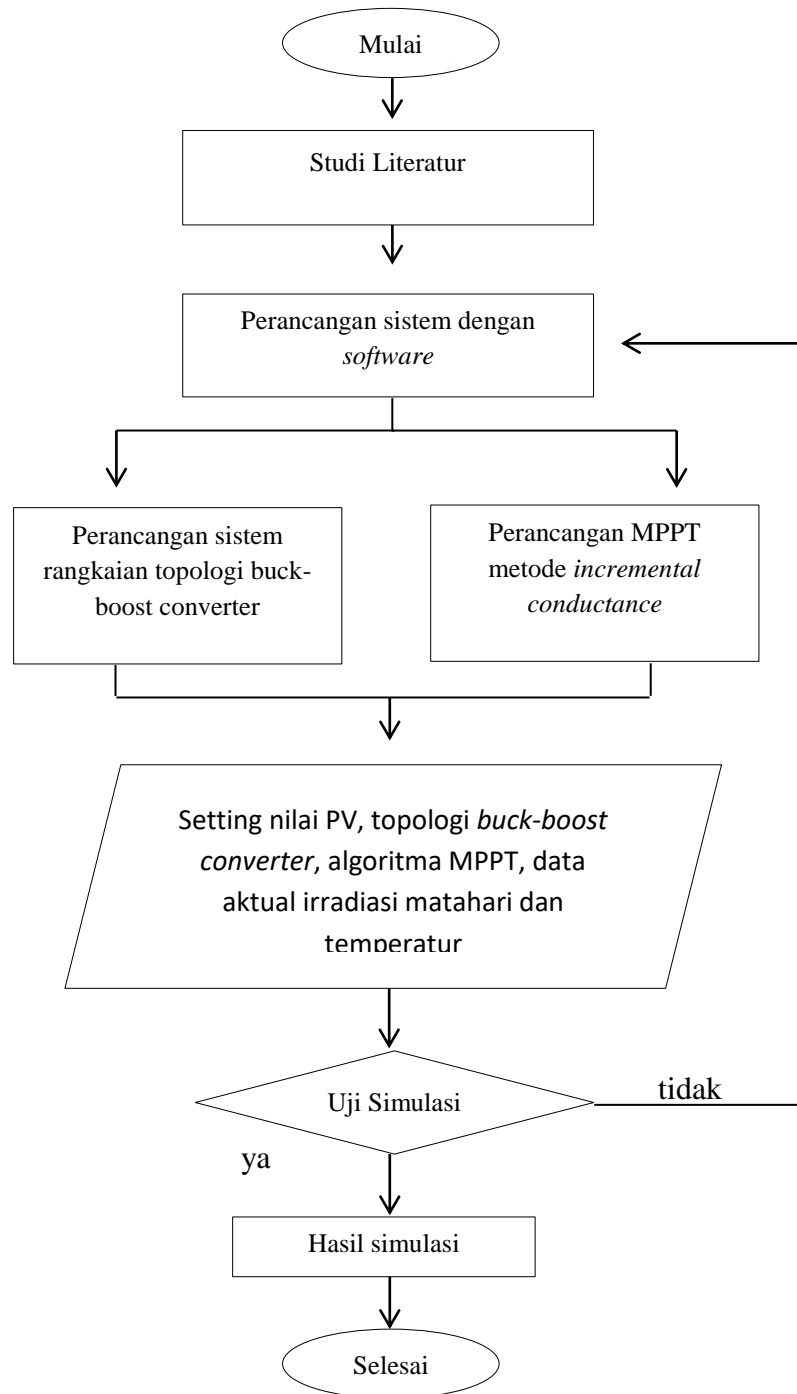 Mulai
Studi Literatur
Perancangan sistem dengan
software
Perancangan sistem
rangkaian topologi buck-
boost converter
Perancangan MPPT
metode incremental
conductance
Setting nilai PV, topologi buck-boost
converter, algoritma MPPT, data
aktual irradiasi matahari dan
temperatur
Uji Simulasi
tidak
ya
Hasil simulasi
Selesai